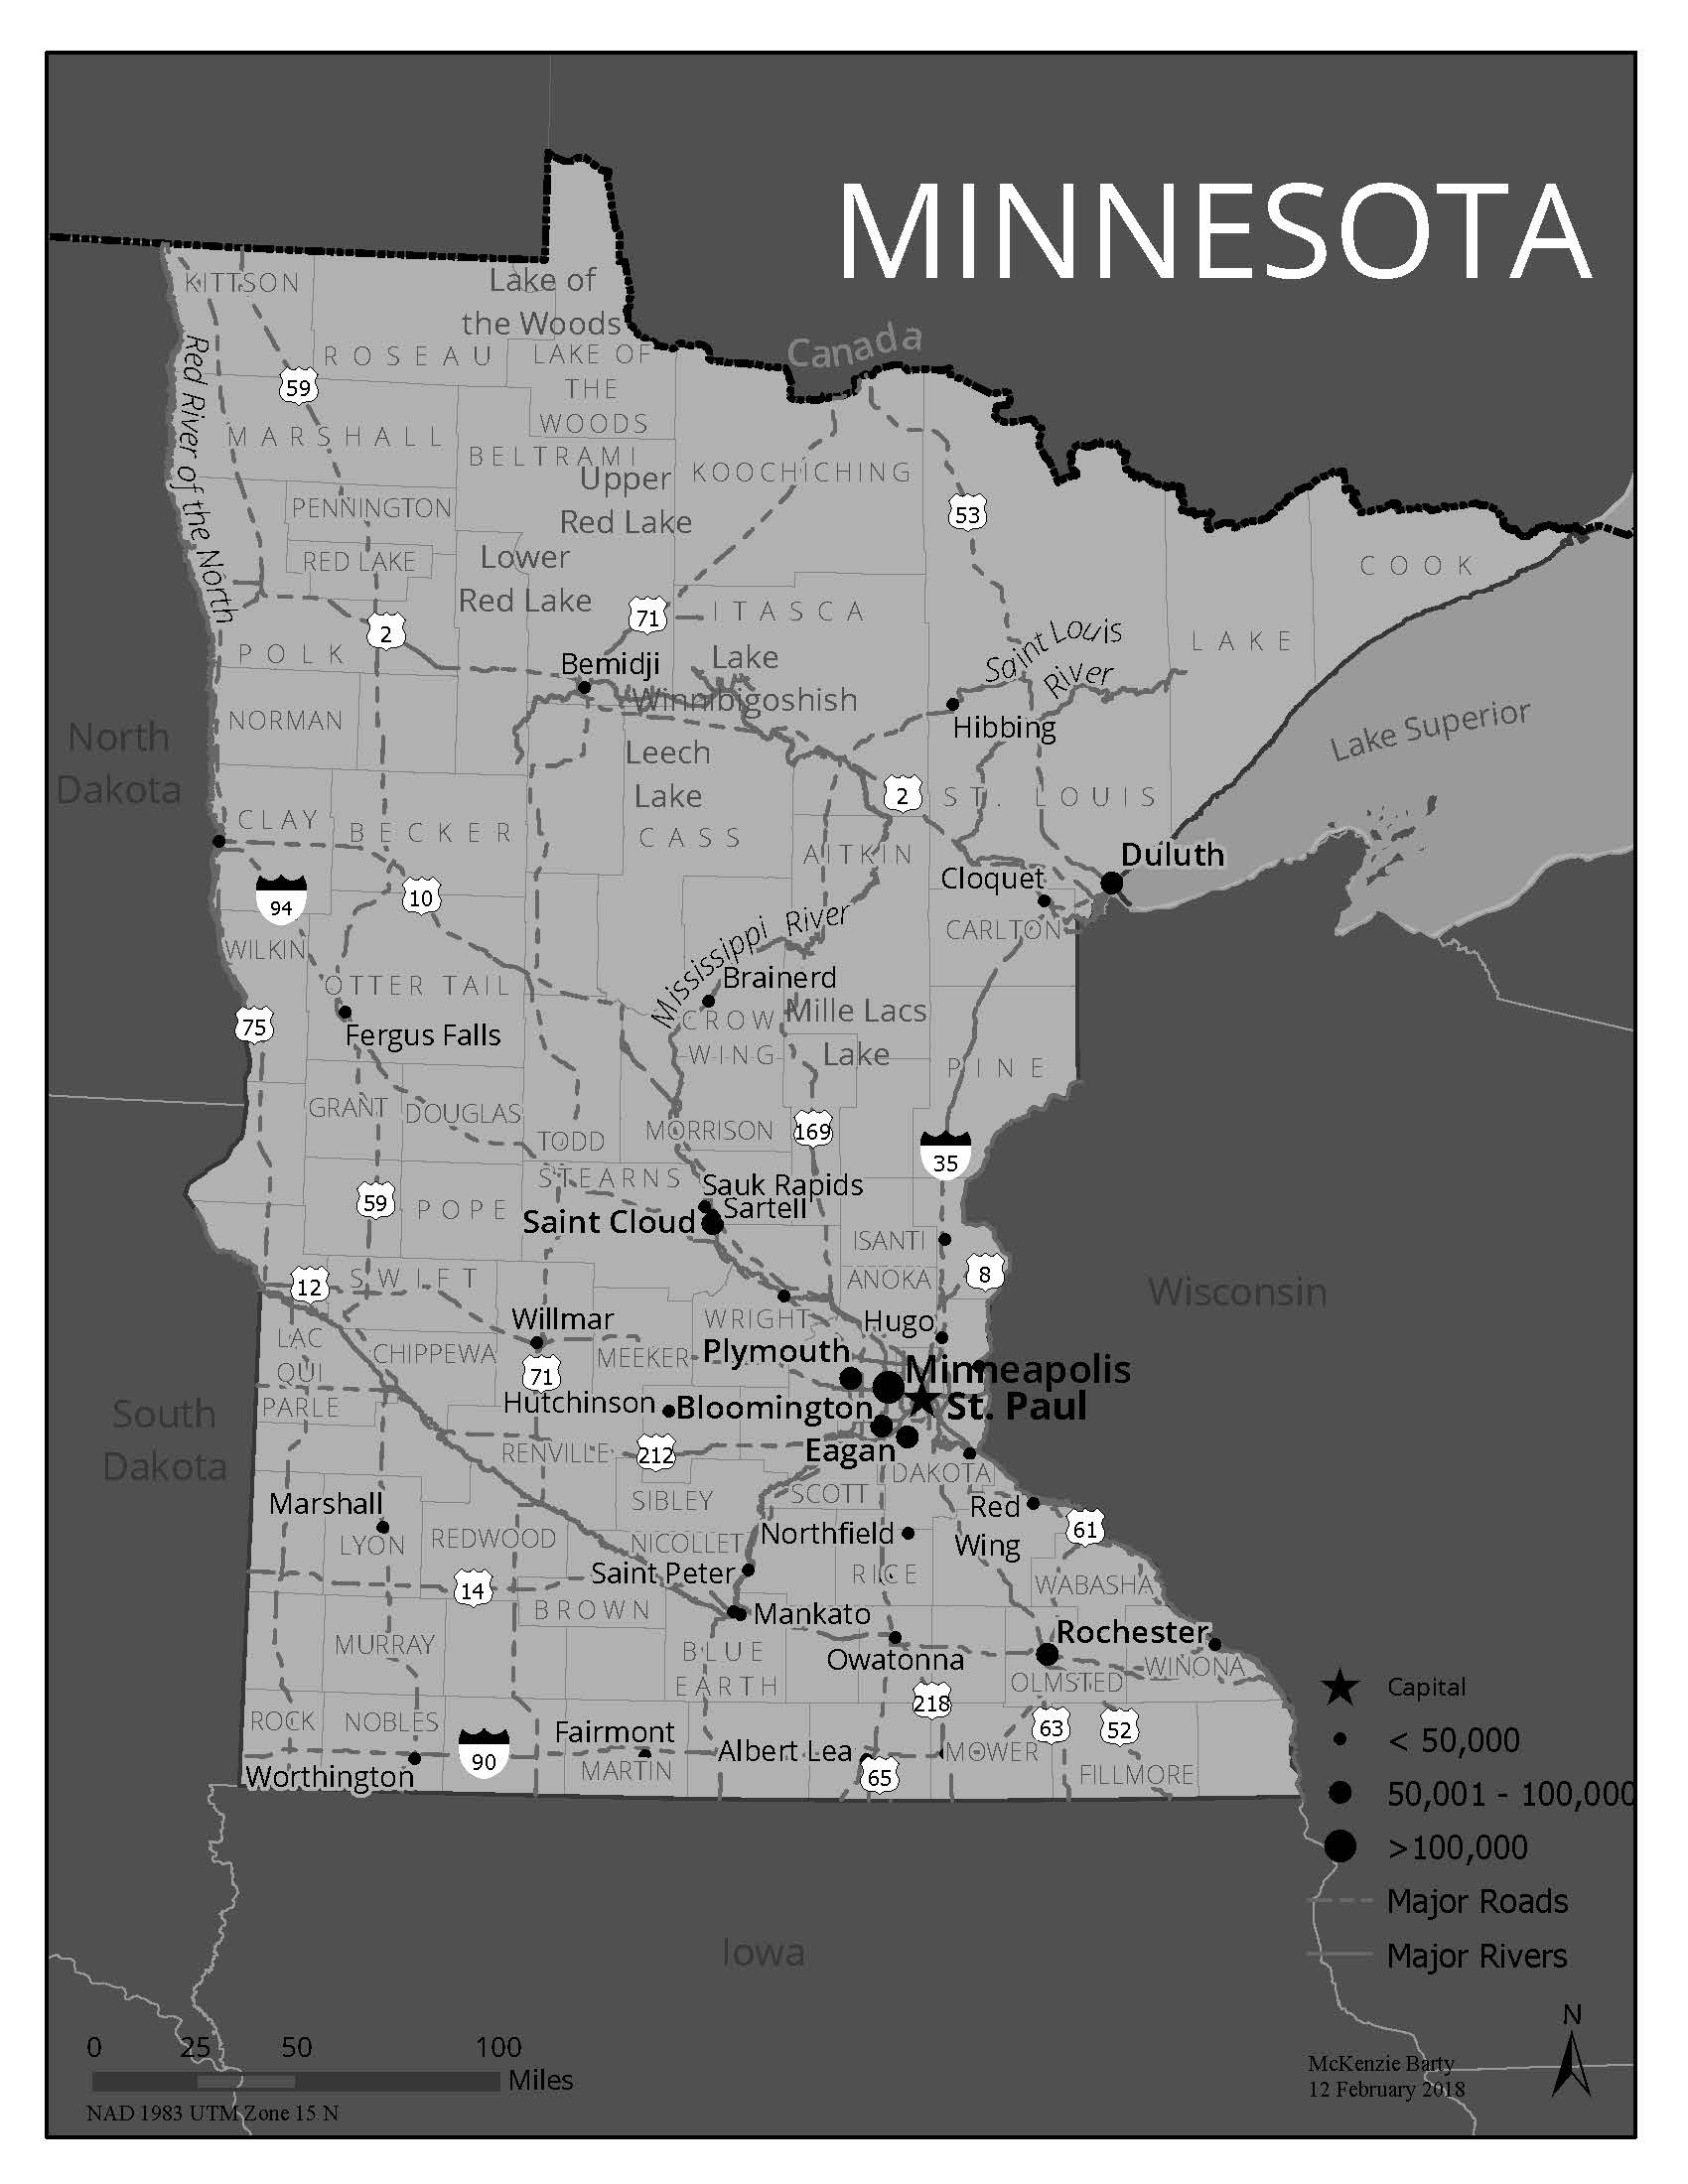 MINNESOTA
Canada
KITTSON
Lake of
the Woods
ROSEAU
LAKE OF
THE
WOODS
59
Red River of the North
MARSHALL
BELTRAMI
Upper
Red Lake
KOOCHICHING
PENNINGTON
53
RED LAKE
Lower
Red Lake
COOK
2
71
ITASCA
Saint Louis
River
LAKE
POLK
Bemidji
Lake
Winnibigoshish
NORMAN
Hibbing
North
Dakota
Leech
Lake
Lake Superior
2
ST. LOUIS
CLAY
BECKER
CASS
AITKIN
Duluth
Cloquet
94
10
Mississippi River
CARLTON
WILKIN
OTTER TAIL
Brainerd
75
Fergus Falls
CROW
WING
Mille Lacs
Lake
PINE
GRANT
DOUGLAS
TODD
MORRISON
169
35
STEARNS
Sauk Rapids
59
POPE
Sartell
Saint Cloud
ISANTI
12
SWIFT
ANOKA
8
Wisconsin
Willmar
WRIGHT
Hugo
LAC
QUI
PARLE
CHIPPEWA
71
MEEKER
Plymouth
Minneapolis
South
Dakota
Hutchinson
Bloomington
St. Paul
RENVILLE
212
Eagan
DAKOTA
Marshall
SIBLEY
SCOTT
Red
Wing
LYON
REDWOOD
NICOLLET
Northfield
61
14
Saint Peter
RICE
WABASHA
BROWN
Mankato
Rochester
MURRAY
BLUE
EARTH
Owatonna
OLMSTED
WINONA
218
ROCK
NOBLES
90
Fairmont
Albert Lea
MOWER
63
52
Worthington
MARTIN
65
FILLMORE
Capital
< 50,000
50,001 - 100,000
>100,000
Major Roads
Major Rivers
Iowa
N
0 25 50 100
Miles
McKenzie Barty
12 February 2018
NAD 1983 UTM Zone 15 N